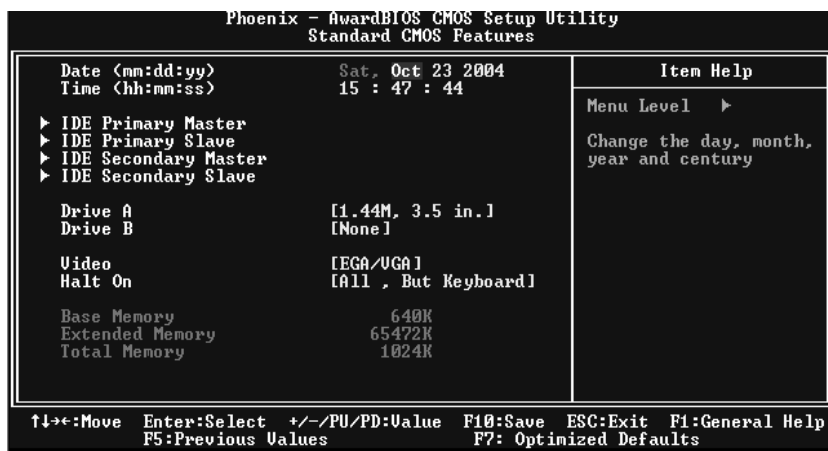 Phoenix - AwardBIOS CMOS Setup Utility
Standard CMOS Features
Date (mm:dd:yy) Sat, Oct 23 2004
Time (hh:mm:ss) 15 : 47 : 44
▶ IDE Primary Master
▶ IDE Primary Slave
▶ IDE Secondary Master
▶ IDE Secondary Slave
Drive A [1.44M, 3.5 in.]
Drive B [None]
Video [EGA/VGA]
Halt On [All , But Keyboard]
Base Memory 640K
Extended Memory 65472K
Total Memory 1024K
Item Help
Menu Level ▶
Change the day, month,
year and century
↑↓→←:Move Enter:Select +/-/PU/PD:Value F10:Save ESC:Exit F1:General Help
F5:Previous Values F7: Optimized Defaults